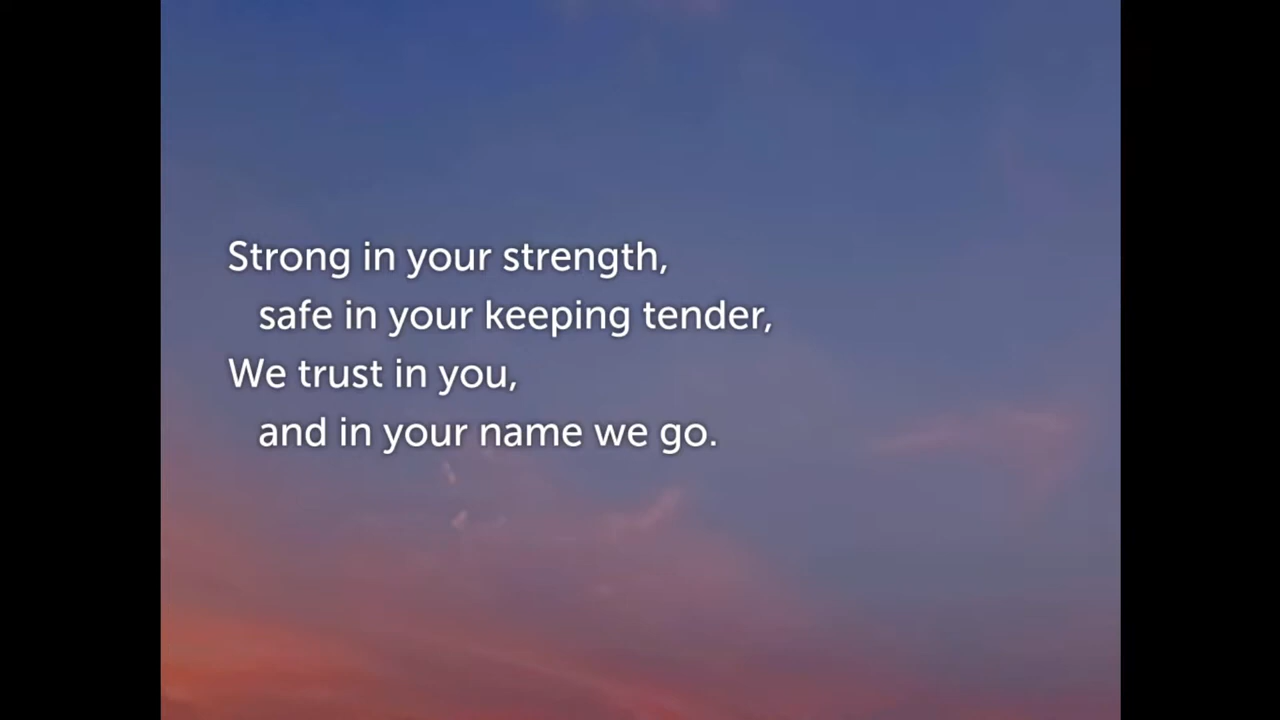 Strong in your strength,
safe in your keeping tender,
We trust in you,
and in your name we go.